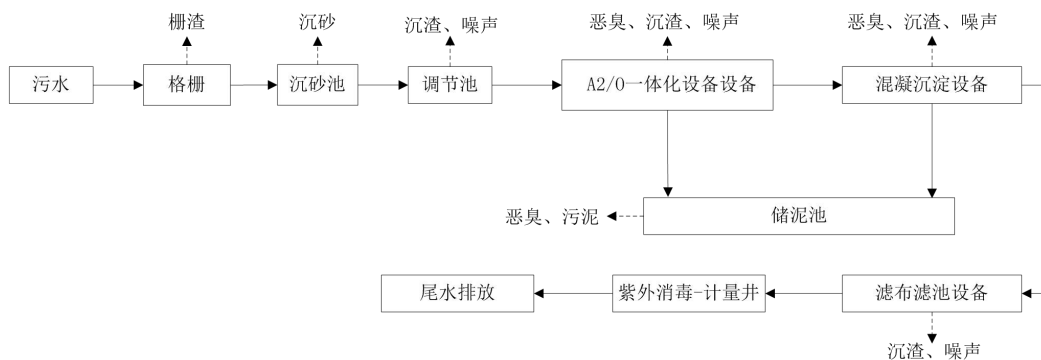 栅渣
沉砂
沉渣、噪声
恶臭、沉渣、噪声
恶臭、沉渣、噪声
污水
格栅
沉砂池
调节池
A2/O一体化设备设备
混凝沉淀设备
恶臭、污泥
储泥池
尾水排放
紫外消毒-计量井
滤布滤池设备
沉渣、噪声